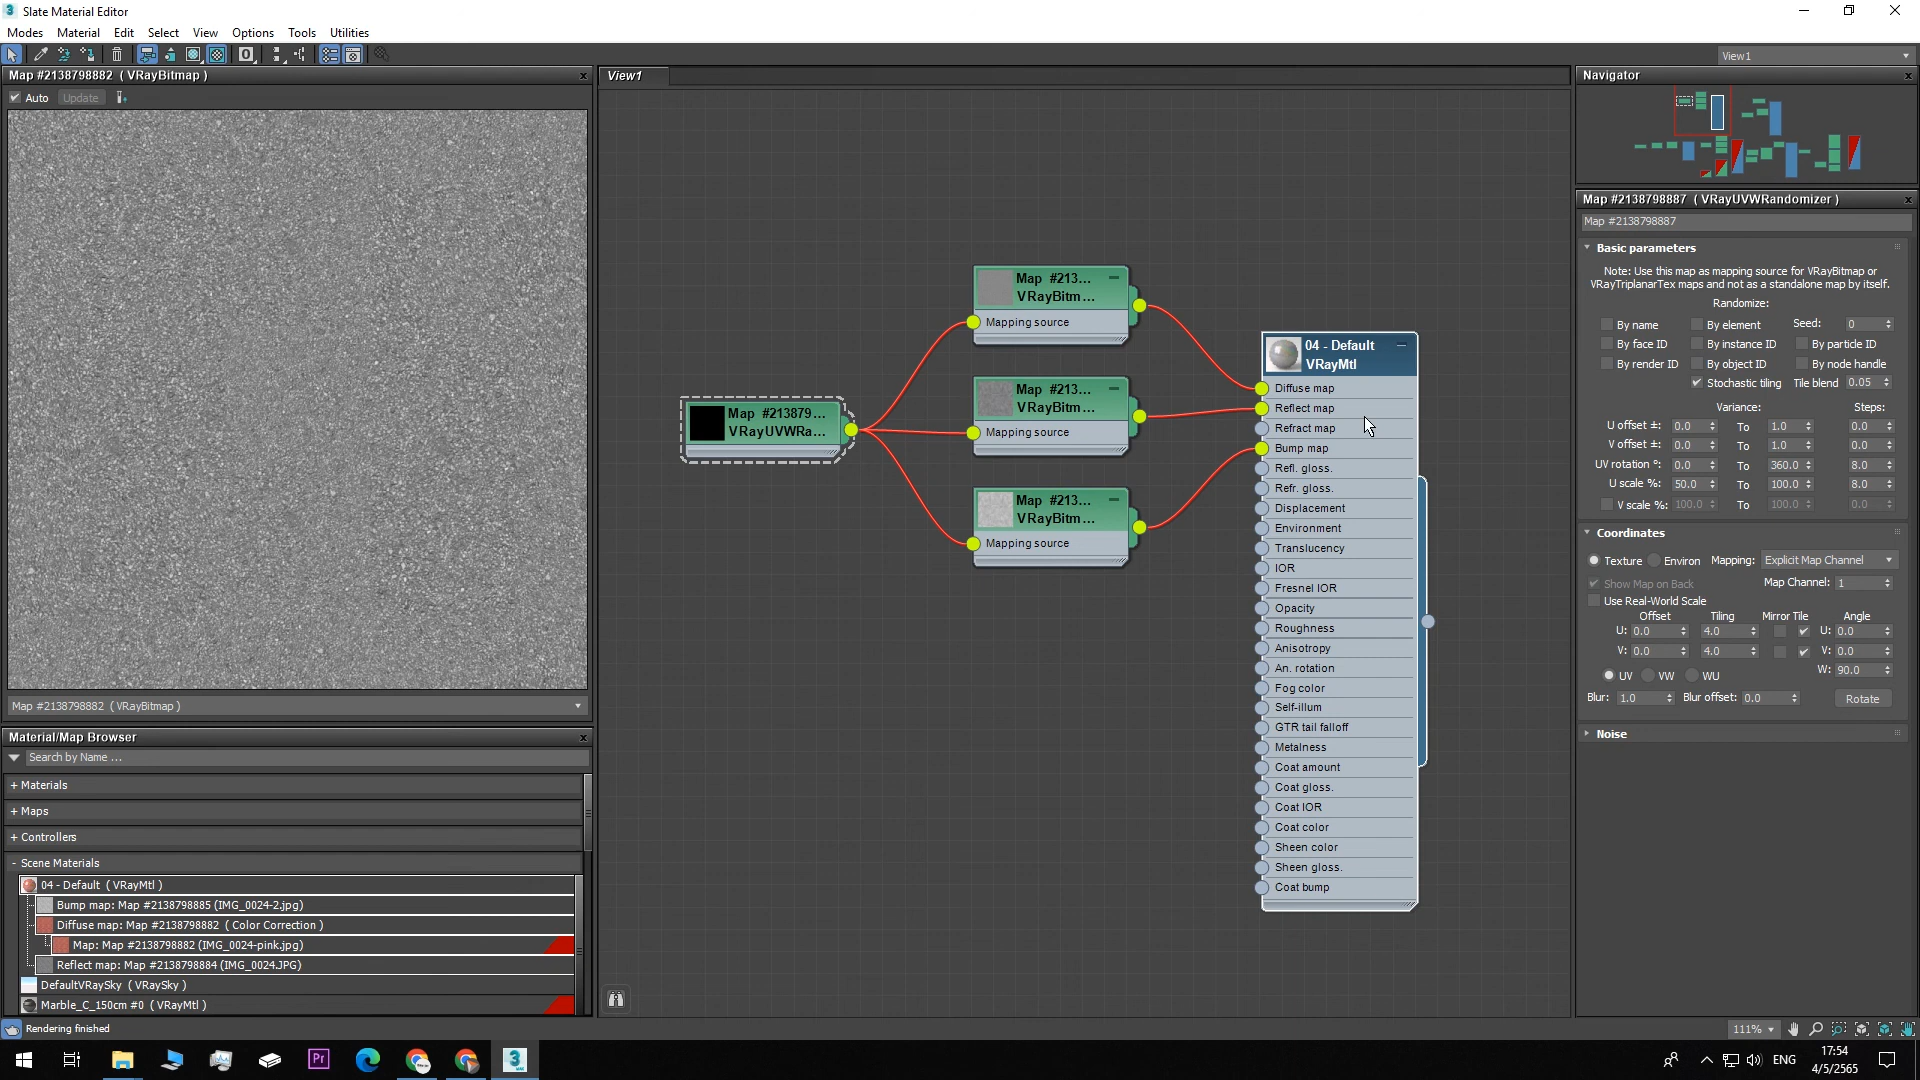 Slate Material Editor
Modes Material Edit Select View Options Tools Utilities
View1
Map #2138798882 ( VRayBitmap )
Auto Update
Map #2138798882 ( VRayBitmap )
Material/Map Browser
Search by Name ...
+ Materials
+ Maps
+ Controllers
- Scene Materials
04 - Default ( VRayMtl )
Bump map: Map #2138798885 (IMG_0024-2.jpg)
Diffuse map: Map #2138798882 ( Color Correction )
Map: Map #2138798882 (IMG_0024-pink.jpg)
Reflect map: Map #2138798884 (IMG_0024.JPG)
DefaultVRaySky ( VRaySky )
Marble_C_150cm #0 ( VRayMtl )
Rendering finished
View1
Map #213879...
VRayUVWRa...
Map #213...
VRayBitm...
Mapping source
Map #213...
VRayBitm...
Mapping source
Map #213...
VRayBitm...
Mapping source
04 - Default
VRayMtl
Diffuse map
Reflect map
Refract map
Bump map
Refl. gloss.
Refr. gloss.
Displacement
Environment
Translucency
IOR
Fresnel IOR
Opacity
Roughness
Anisotropy
An. rotation
Fog color
Self-illum
GTR tail falloff
Metalness
Coat amount
Coat gloss.
Coat IOR
Coat color
Sheen color
Sheen gloss.
Coat bump
Navigator
Map #2138798887 ( VRayUVWRandomizer )
Map #2138798887
Basic parameters
Note: Use this map as mapping source for VRayBitmap or
VRayTriplanarTex maps and not as a standalone map by itself.
Randomize:
By name By element Seed: 0
By face ID By instance ID By particle ID
By render ID By object ID By node handle
Stochastic tiling Tile blend 0.05
Variance: Steps:
U offset ±: 0.0 To 1.0 0.0
V offset ±: 0.0 To 1.0 0.0
UV rotation °: 0.0 To 360.0 8.0
U scale %: 50.0 To 100.0 8.0
V scale %: 100.0 To 100.0 0.0
Coordinates
Texture Environ Mapping: Explicit Map Channel
Show Map on Back Map Channel: 1
Use Real-World Scale
Offset Tiling Mirror Tile Angle
U: 0.0 4.0 U: 0.0
V: 0.0 4.0 V: 0.0
W: 90.0
UV VW WU
Blur: 1.0 Blur offset: 0.0 Rotate
Noise
111%
Pr
3
ENG
17:54
4/5/2565